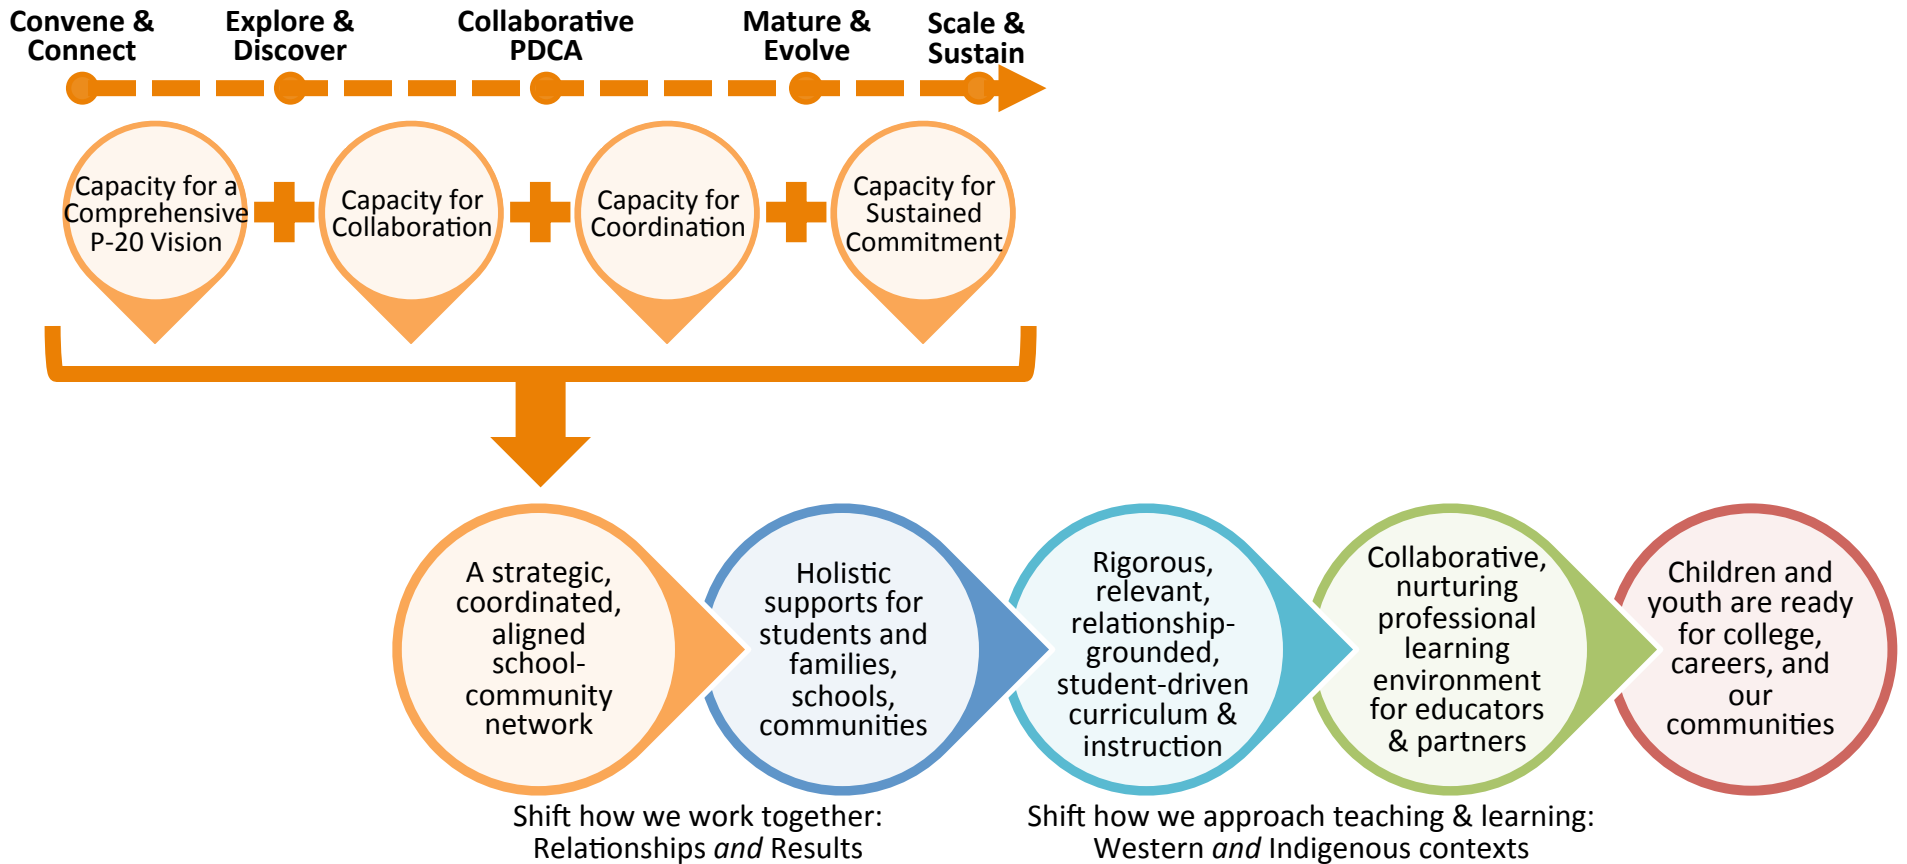 Convene &
Connect
Explore &
Discover
Collaborative
PDCA
Mature &
Evolve
Scale &
Sustain
Capacity for a
Comprehensive
P-20 Vision
Capacity for
Collaboration
Capacity for
Coordination
Capacity for
Sustained
Commitment
A strategic,
coordinated,
aligned
school-
community
network
Holistic
supports for
students and
families,
schools,
communities
Rigorous,
relevant,
relationship-
grounded,
student-driven
curriculum &
instruction
Collaborative,
nurturing
professional
learning
environment
for educators
& partners
Children and
youth are ready
for college,
careers, and
our
communities
Shift how we work together:
Relationships and Results
Shift how we approach teaching & learning:
Western and Indigenous contexts